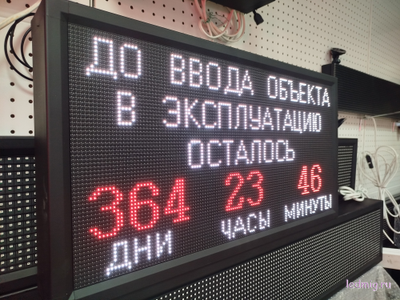 ДО ВВОДА ОБЪЕКТА
В ЭКСПЛУАТАЦИЮ
ОСТАЛОСЬ
364 23 46
ДНИ ЧАСЫ МИНУТЫ